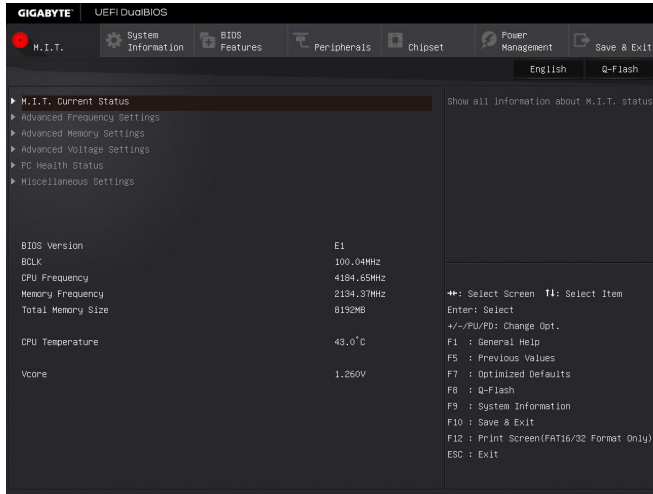 GIGABYTE™ UEFI DualBIOS
M.I.T.
System Information
BIOS Features
Peripherals
Chipset
Power Management
Save & Exit
English Q-Flash
M.I.T. Current Status
Advanced Frequency Settings
Advanced Memory Settings
Advanced Voltage Settings
PC Health Status
Miscellaneous Settings
Show all information about M.I.T. status
BIOS Version E1
BCLK 100.04MHz
CPU Frequency 4184.65MHz
Memory Frequency 2134.37MHz
Total Memory Size 8192MB
CPU Temperature 43.0°C
Vcore 1.260V
→←: Select Screen ↑↓: Select Item
Enter: Select
+/-/PU/PD: Change Opt.
F1 : General Help
F5 : Previous Values
F7 : Optimized Defaults
F8 : Q-Flash
F9 : System Information
F10 : Save & Exit
F12 : Print Screen(FAT16/32 Format Only)
ESC : Exit